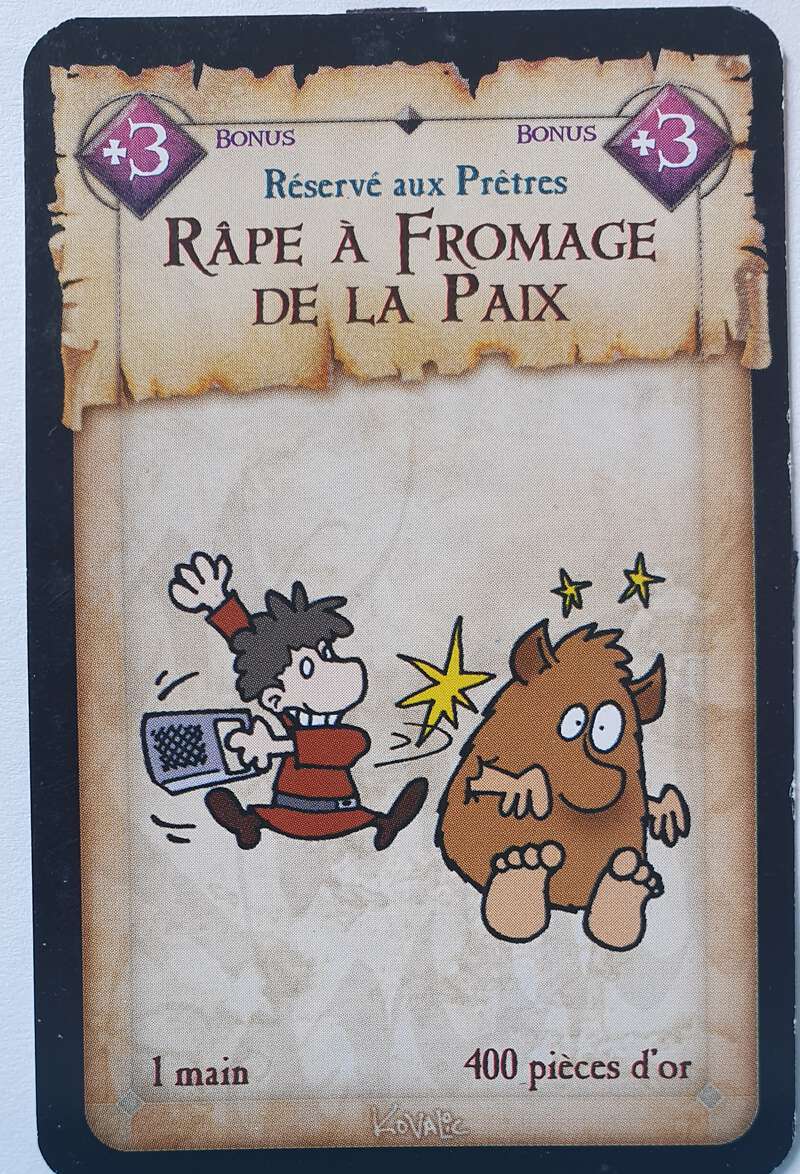 +3 BONUS BONUS +3
Réservé aux Prêtres
RÂPE À FROMAGE
DE LA PAIX
1 main 400 pièces d'or
KOVALIC